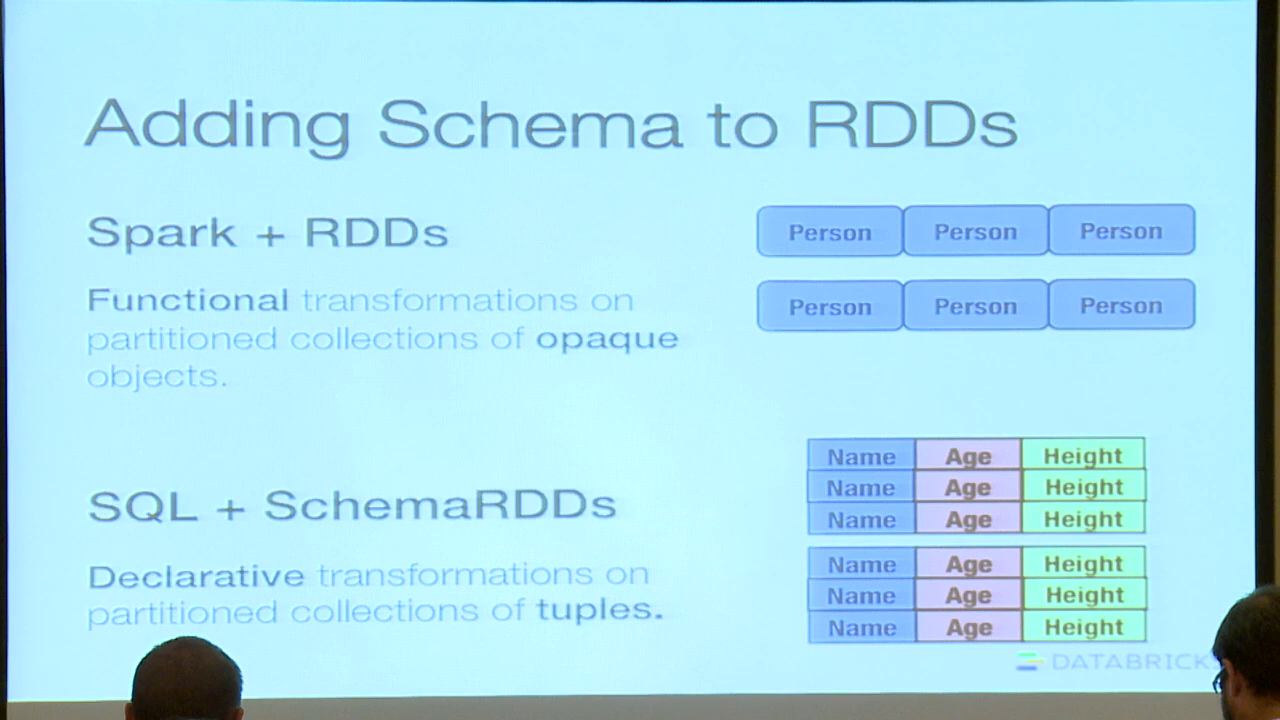 Adding Schema to RDDs
Spark + RDDs
Functional transformations on
partitioned collections of opaque
objects.
Person Person Person
Person Person Person
SQL + SchemaRDDs
Declarative transformations on
partitioned collections of tuples.
Name Age Height
Name Age Height
Name Age Height
Name Age Height
Name Age Height
Name Age Height
DATABRICKS